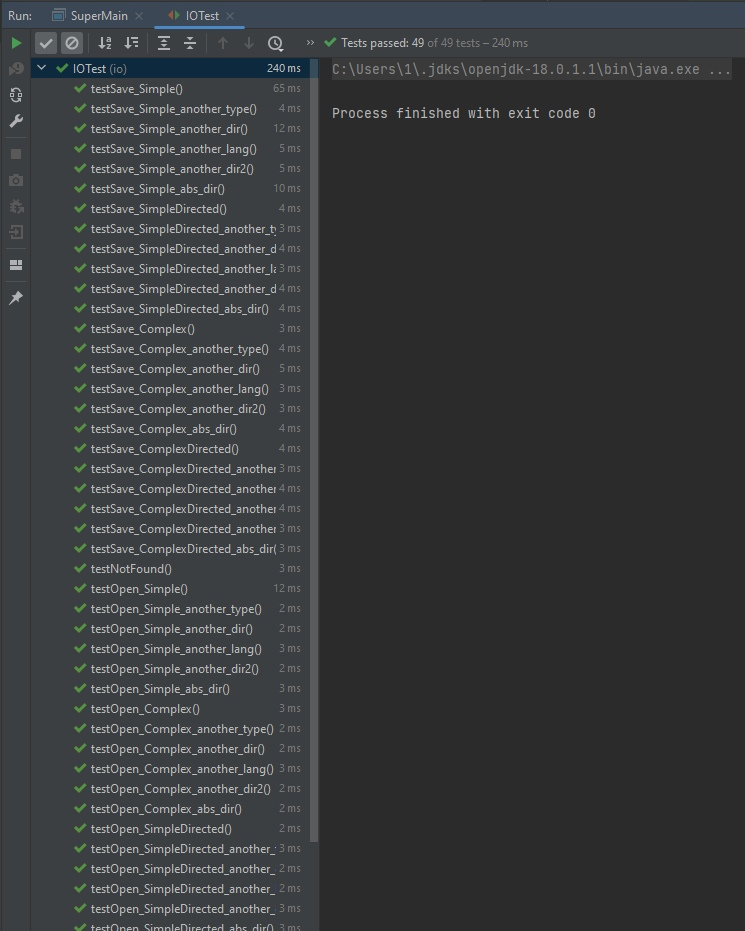 Run: SuperMain × IOTest ×
» Tests passed: 49 of 49 tests – 240 ms
IOTest (io) 240 ms
C:\Users\1\.jdks\openjdk-18.0.1.1\bin\java.exe ...
testSave_Simple() 65 ms
testSave_Simple_another_type() 4 ms
Process finished with exit code 0
testSave_Simple_another_dir() 12 ms
testSave_Simple_another_lang() 5 ms
testSave_Simple_another_dir2() 5 ms
testSave_Simple_abs_dir() 10 ms
testSave_SimpleDirected() 4 ms
testSave_SimpleDirected_another_ty 3 ms
testSave_SimpleDirected_another_d 4 ms
testSave_SimpleDirected_another_la 3 ms
testSave_SimpleDirected_another_d 4 ms
testSave_SimpleDirected_abs_dir() 4 ms
testSave_Complex() 3 ms
testSave_Complex_another_type() 4 ms
testSave_Complex_another_dir() 5 ms
testSave_Complex_another_lang() 3 ms
testSave_Complex_another_dir2() 3 ms
testSave_Complex_abs_dir() 4 ms
testSave_ComplexDirected() 4 ms
testSave_ComplexDirected_another 3 ms
testSave_ComplexDirected_another 4 ms
testSave_ComplexDirected_another 4 ms
testSave_ComplexDirected_another 3 ms
testSave_ComplexDirected_abs_dir( 3 ms
testNotFound() 3 ms
testOpen_Simple() 12 ms
testOpen_Simple_another_type() 2 ms
testOpen_Simple_another_dir() 2 ms
testOpen_Simple_another_lang() 3 ms
testOpen_Simple_another_dir2() 2 ms
testOpen_Simple_abs_dir() 3 ms
testOpen_Complex() 3 ms
testOpen_Complex_another_type() 2 ms
testOpen_Complex_another_dir() 2 ms
testOpen_Complex_another_lang() 3 ms
testOpen_Complex_another_dir2() 2 ms
testOpen_Complex_abs_dir() 2 ms
testOpen_SimpleDirected() 2 ms
testOpen_SimpleDirected_another_ 3 ms
testOpen_SimpleDirected_another_ 2 ms
testOpen_SimpleDirected_another_ 2 ms
testOpen_SimpleDirected_another_ 3 ms
testOpen_SimpleDirected_abs_dir() 3 ms